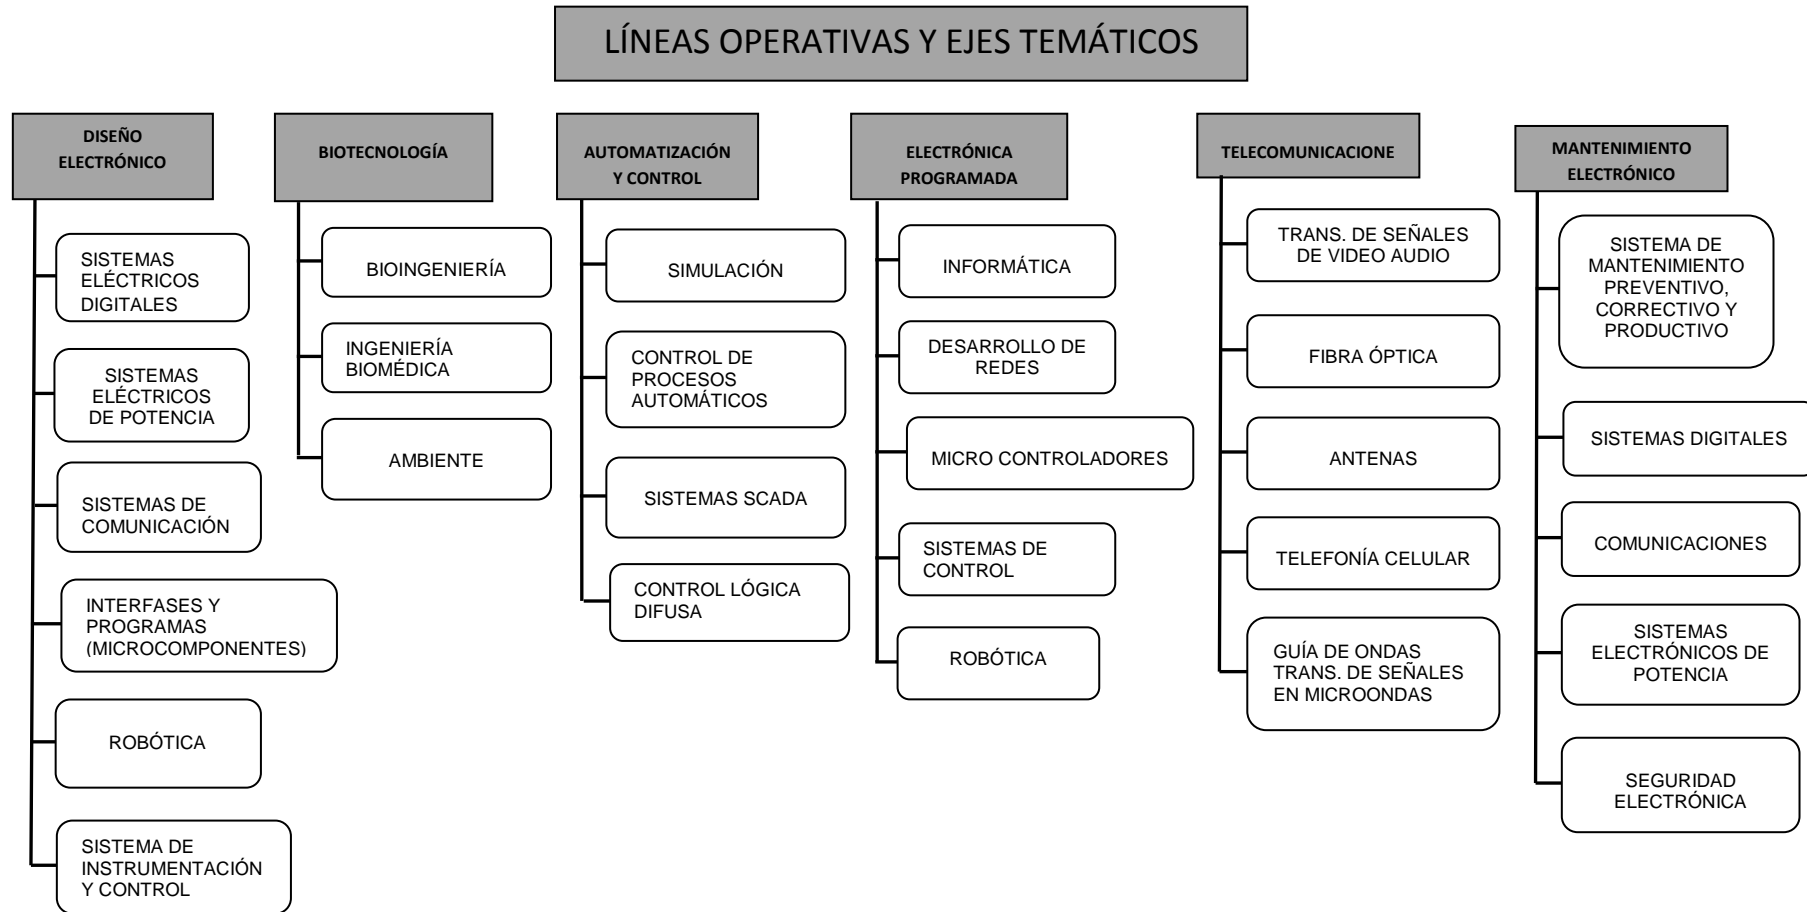 LÍNEAS OPERATIVAS Y EJES TEMÁTICOS
DISEÑO
ELECTRÓNICO
SISTEMAS
ELÉCTRICOS
DIGITALES
SISTEMAS
ELÉCTRICOS
DE POTENCIA
SISTEMAS DE
COMUNICACIÓN
INTERFASES Y
PROGRAMAS
(MICROCOMPONENTES)
ROBÓTICA
SISTEMA DE
INSTRUMENTACIÓN
Y CONTROL
BIOTECNOLOGÍA
BIOINGENIERÍA
INGENIERÍA
BIOMÉDICA
AMBIENTE
AUTOMATIZACIÓN
Y CONTROL
SIMULACIÓN
CONTROL DE
PROCESOS
AUTOMÁTICOS
SISTEMAS SCADA
CONTROL LÓGICA
DIFUSA
ELECTRÓNICA
PROGRAMADA
INFORMÁTICA
DESARROLLO DE
REDES
MICRO CONTROLADORES
SISTEMAS DE
CONTROL
ROBÓTICA
TELECOMUNICACIONE
TRANS. DE SEÑALES
DE VIDEO AUDIO
FIBRA ÓPTICA
ANTENAS
TELEFONÍA CELULAR
GUÍA DE ONDAS
TRANS. DE SEÑALES
EN MICROONDAS
MANTENIMIENTO
ELECTRÓNICO
SISTEMA DE
MANTENIMIENTO
PREVENTIVO,
CORRECTIVO Y
PRODUCTIVO
SISTEMAS DIGITALES
COMUNICACIONES
SISTEMAS
ELECTRÓNICOS DE
POTENCIA
SEGURIDAD
ELECTRÓNICA